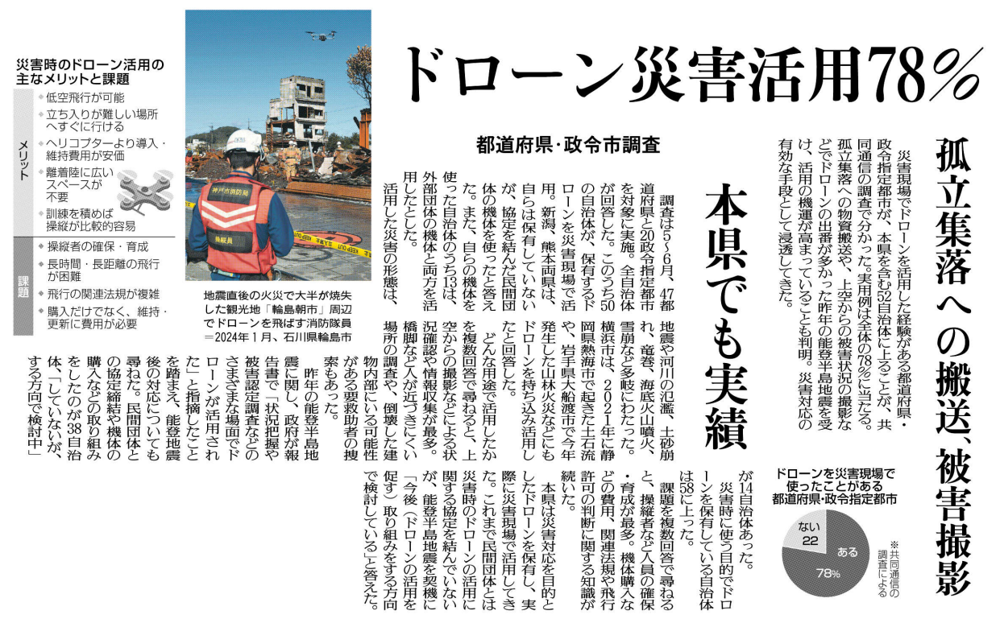 ドローン災害活用78%
孤立集落への搬送、被害撮影
都道府県・政令市調査
本県でも実績
災害現場でドローンを活用した経験がある都道府県・
政令指定都市が、本県を含む52自治体に上ることが、共
同通信の調査で分かった。実用例は全体の78%に当たる。
孤立集落への物資搬送や、上空からの被害状況の撮影な
どでドローンの出番が多かった昨年の能登半島地震を受
け、活用の機運が高まっていることも判明。災害対応の
有効な手段として浸透してきた。
調査は5~6月、47都
道府県と20政令指定都市
を対象に実施。全自治体
が回答した。このうち50
の自治体が、保有するド
ローンを災害現場で活
用。新潟、熊本両県は、
自らは保有していない
が、協定を結んだ民間団
体の機体を使ったと答え
た。また、自らの機体を
使った自治体のうち13は、
外部団体の機体と両方を活
用したとした。
活用した災害の形態は、
地震や河川の氾濫、土砂崩
れ、竜巻、海底火山噴火、
雪崩など多岐にわたった。
横浜市は、2021年に静
岡県熱海市で起きた土石流
や、岩手県大船渡市で今年
発生した山林火災などにも
ドローンを持ち込み活用し
たと回答した。
どんな用途で活用したか
を複数回答で尋ねると、上
空からの撮影などによる状
況確認や情報収集が最多。
橋脚など人が近づきにくい
場所の調査や、倒壊した建
物内部にいる可能性
がある要救助者の捜
索もあった。
昨年の能登半島地
震に関し、政府が報
告書で「状況把握や
被害認定調査などの
さまざまな場面でド
ローンが活用され
た」と指摘したこと
を踏まえ、能登地震
後の対応についても
尋ねた。民間団体と
の協定締結や機体の
購入などの取り組み
をしたのが38自治
体、「していないが、
する方向で検討中」
が14自治体あった。
災害時に使う目的でドロ
ーンを保有している自治体
は58に上った。
課題を複数回答で尋ねる
と、操縦者など人員の確保
・育成が最多。機体購入な
どの費用、関連法規や飛行
許可の判断に関する知識が
続いた。
本県は災害対応を目的と
したドローンを保有し、実
際に災害現場で活用してき
た。これまで民間団体とは
災害時のドローンの活用に
関する協定を結んでいない
が、能登半島地震を契機に
「今後(ドローンの活用を
促す)取り組みをする方向
で検討している」と答えた。
ドローンを災害現場で
使ったことがある
都道府県・政令指定都市
ない
22
ある
78%
※共同通信の
調査による
神戸市消防局
操縦員
KEEP OUT
立入禁止
KEEP OUT
地震直後の火災で大半が焼失
した観光地「輪島朝市」周辺
でドローンを飛ばす消防隊員
=2024年1月、石川県輪島市
災害時のドローン活用の
主なメリットと課題
メリット
◆低空飛行が可能
◆立ち入りが難しい場所
へすぐに行ける
◆ヘリコプターより導入・
維持費用が安価
◆離着陸に広い
スペースが
不要
◆訓練を積めば
操縦が比較的容易
課題
◆操縦者の確保・育成
◆長時間・長距離の飛行
が困難
◆飛行の関連法規が複雑
◆購入だけでなく、維持・
更新に費用が必要